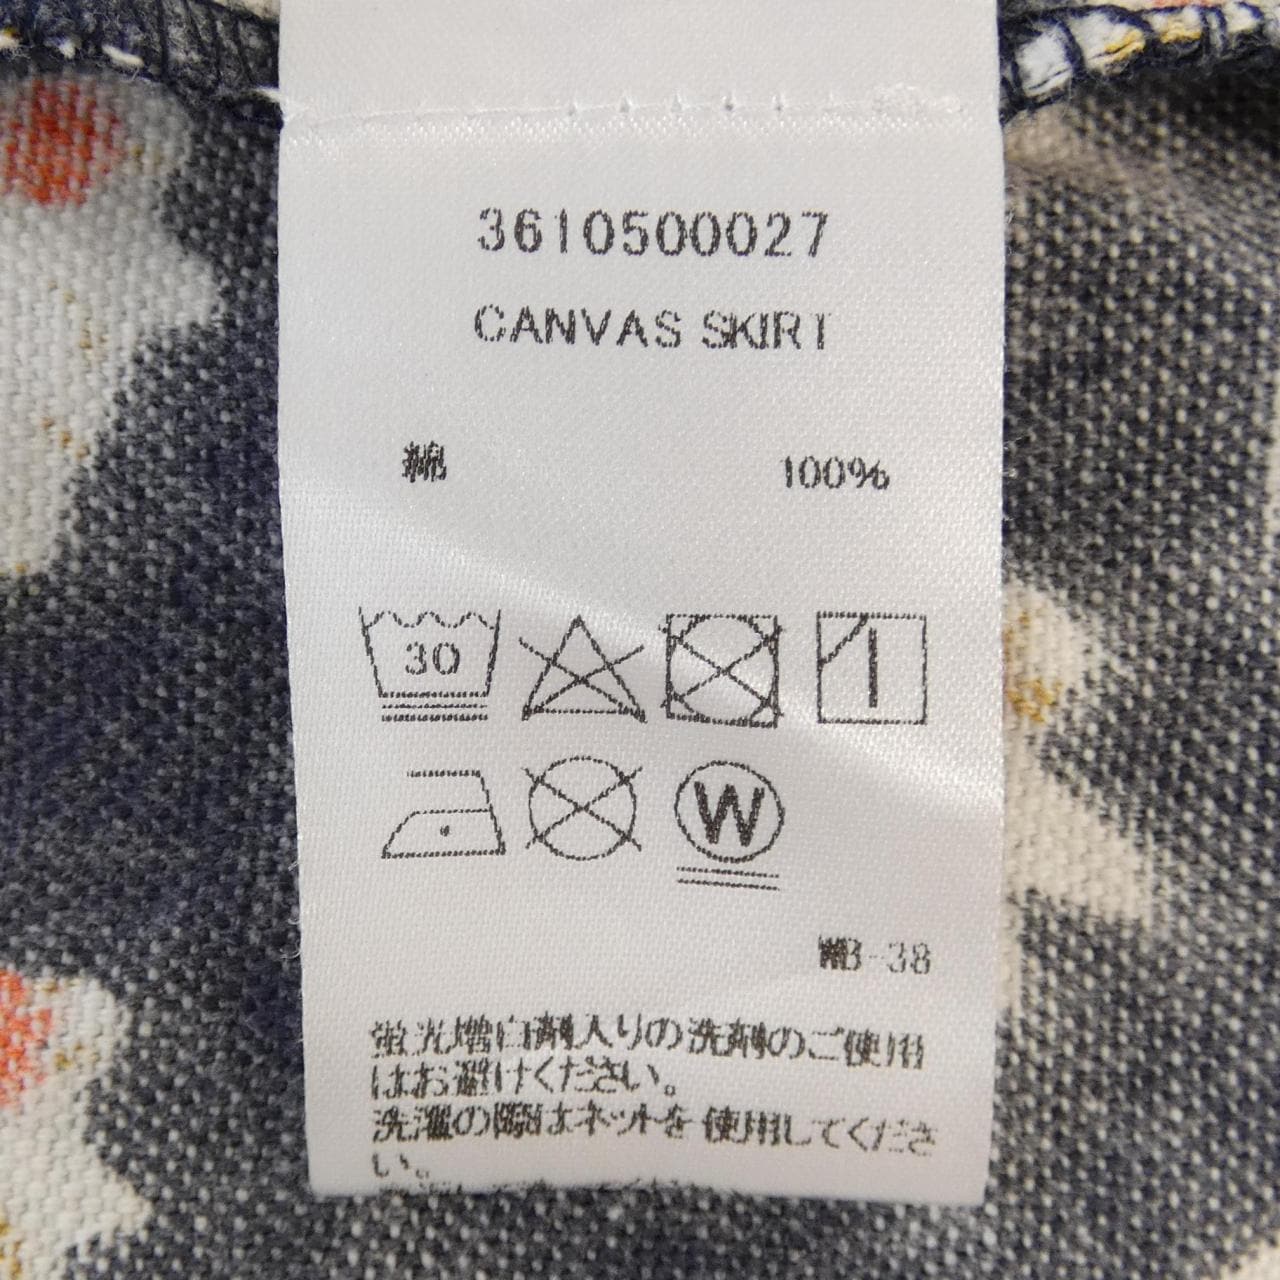 3610500027
CANVAS SKIRT
綿 100%
30
W
WB-38
蛍光増白剤入りの洗剤のご使用
はお避けください。
洗濯の際はネットを使用してくださ
い。